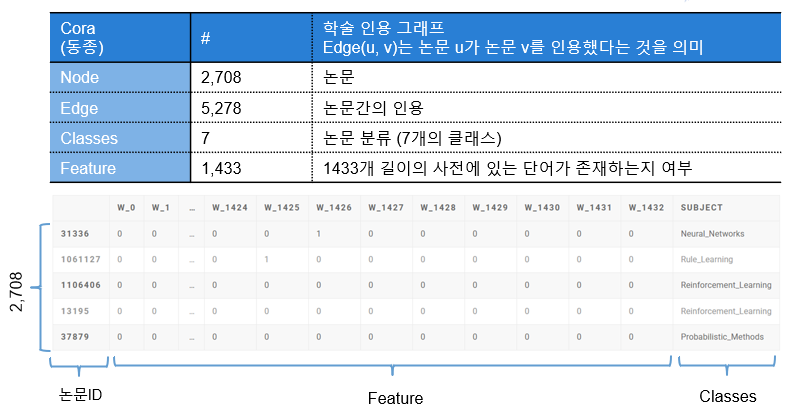 Cora
(동종)
#
학술 인용 그래프
Edge(u, v)는 논문 u가 논문 v를 인용했다는 것을 의미
Node 2,708 논문
Edge 5,278 논문간의 인용
Classes 7 논문 분류 (7개의 클래스)
Feature 1,433 1433개 길이의 사전에 있는 단어가 존재하는지 여부
W_0 W_1 ... W_1424 W_1425 W_1426 W_1427 W_1428 W_1429 W_1430 W_1431 W_1432 SUBJECT
31336 0 0 ... 0 0 1 0 0 0 0 0 0 Neural_Networks
1061127 0 0 ... 0 1 0 0 0 0 0 0 0 Rule_Learning
1106406 0 0 ... 0 0 0 0 0 0 0 0 0 Reinforcement_Learning
13195 0 0 ... 0 0 0 0 0 0 0 0 0 Reinforcement_Learning
37879 0 0 ... 0 0 0 0 0 0 0 0 0 Probabilistic_Methods
2,708
논문ID
Feature
Classes